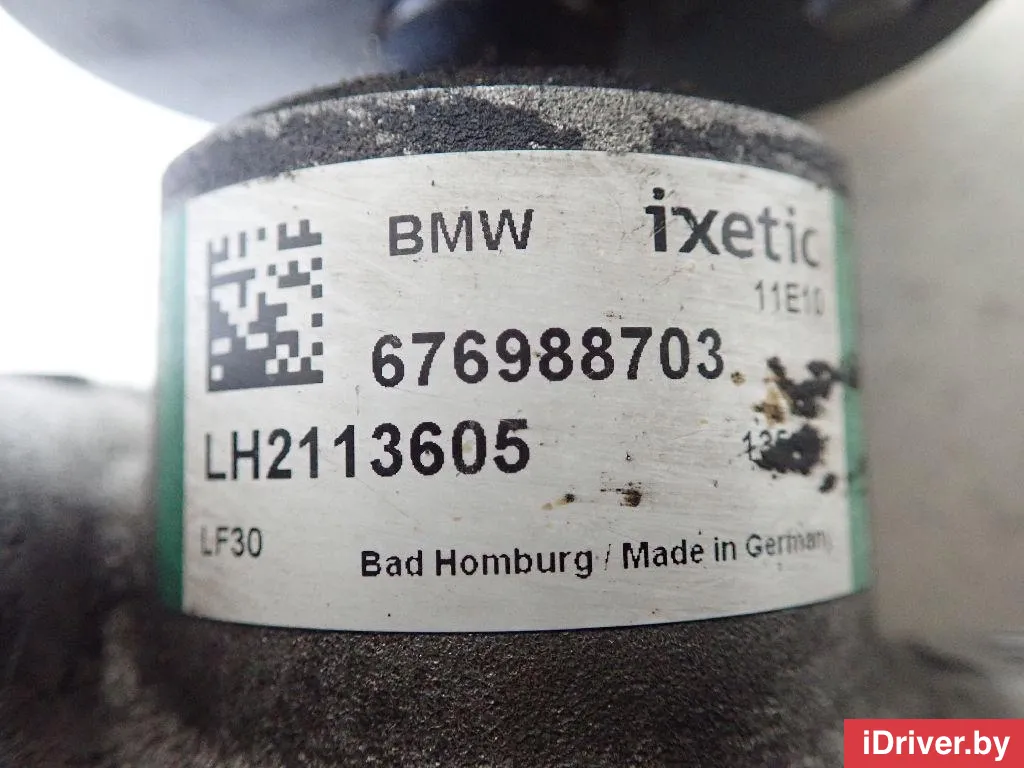 BMW ixetic
11E10
676988703
LH2113605
LF30
Bad Homburg / Made in Germany
iDriver.by